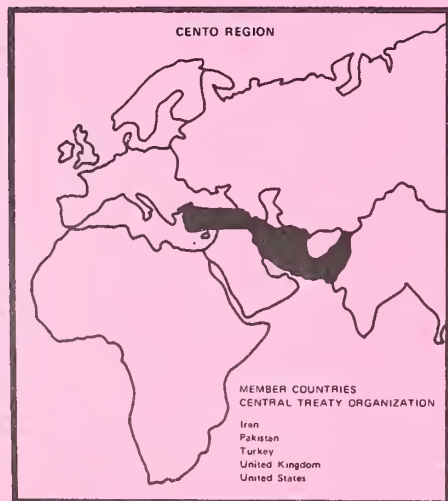 CENTO REGION
MEMBER COUNTRIES
CENTRAL TREATY ORGANIZATION
Iran
Pakistan
Turkey
United Kingdom
United States